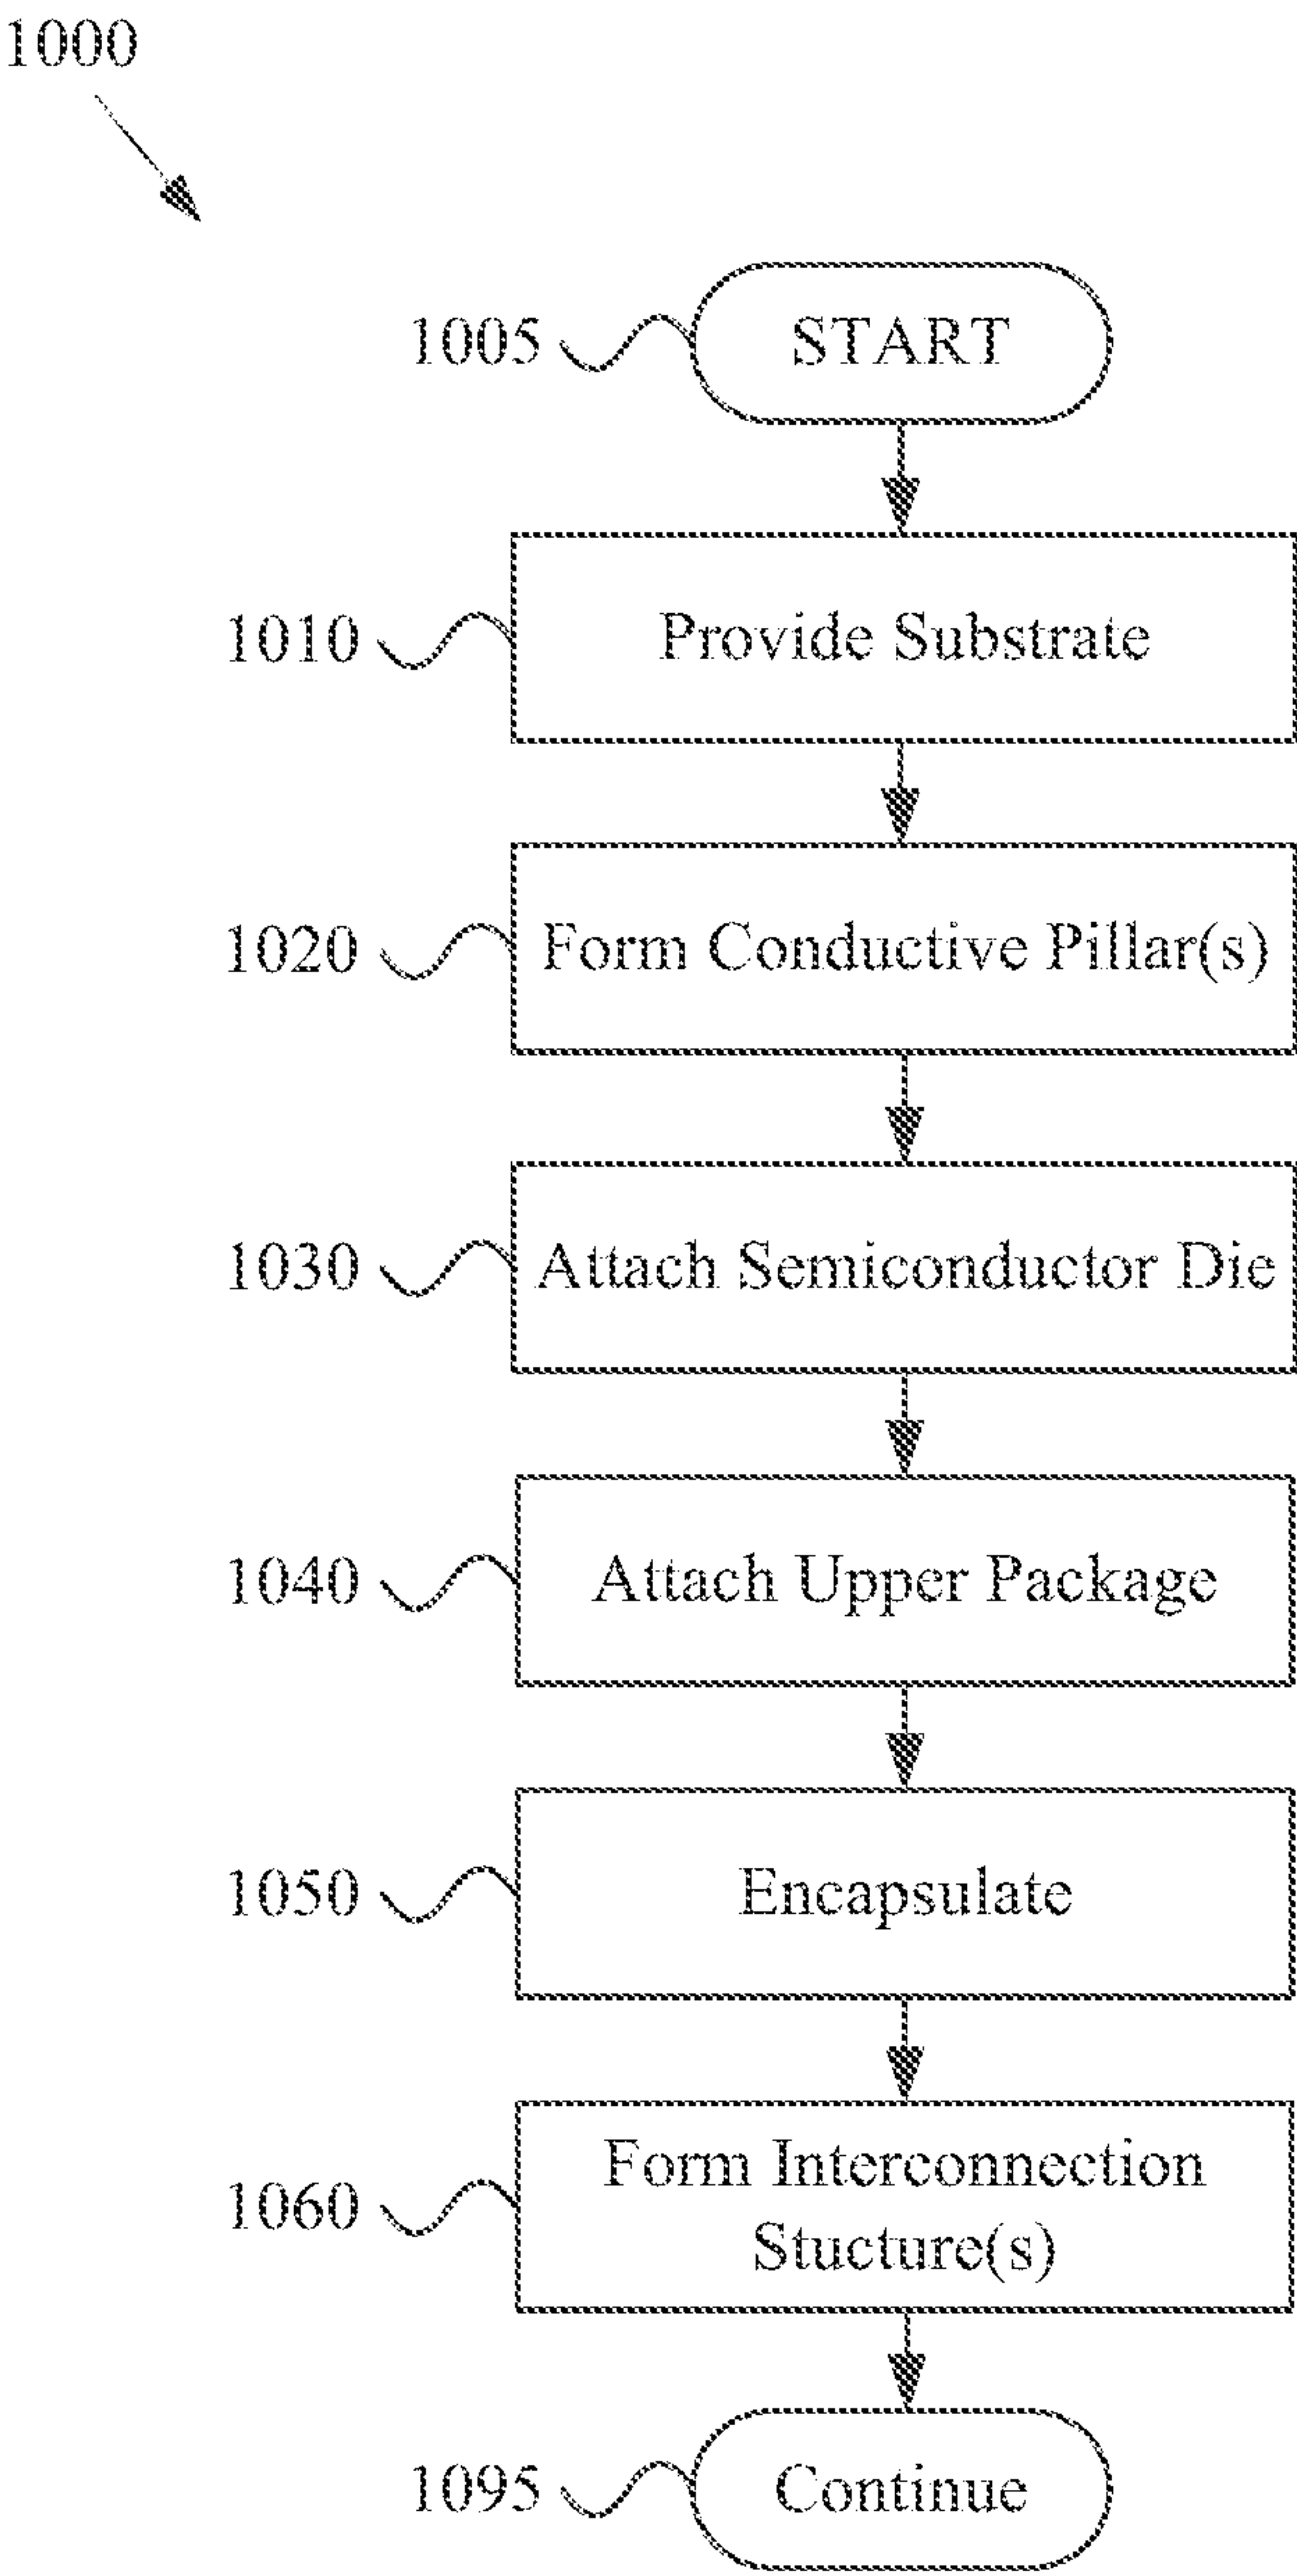 1000
1005 START
1010 Provide Substrate
1020 Form Conductive Pillar(s)
1030 Attach Semiconductor Die
1040 Attach Upper Package
1050 Encapsulate
1060 Form Interconnection
Stucture(s)
1095 Continue